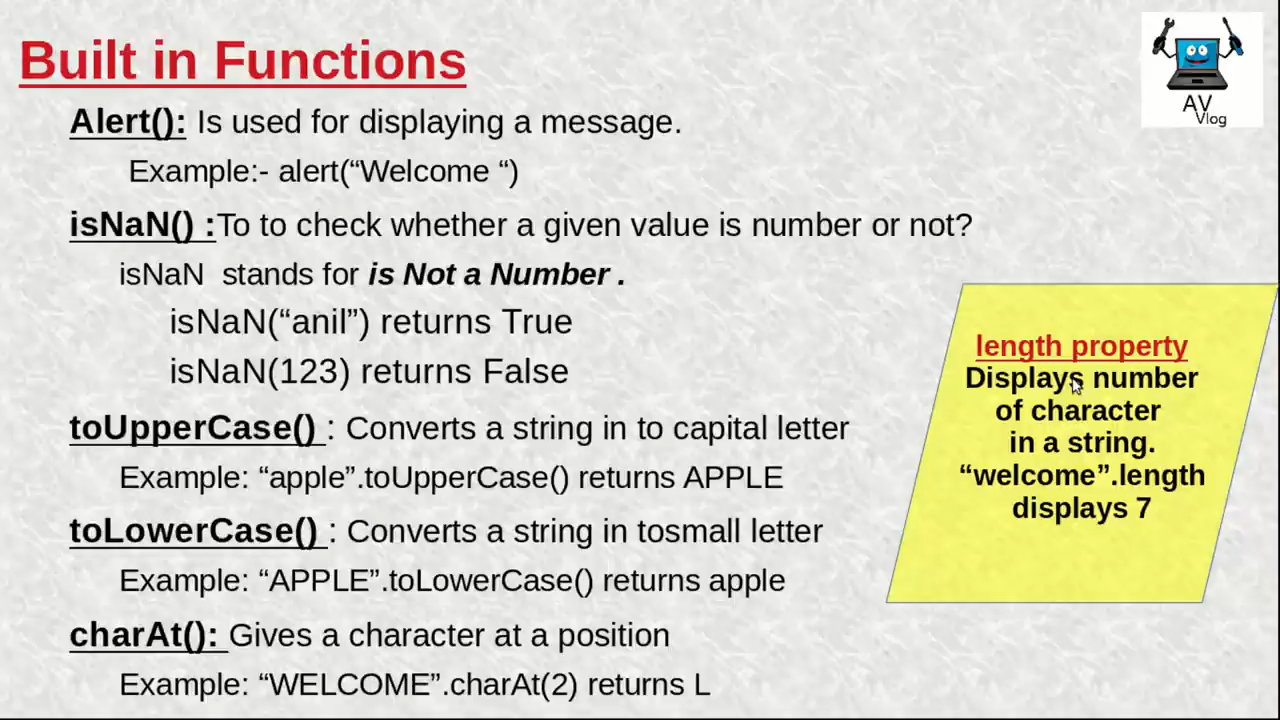 Built in Functions
AV
Vlog
Alert(): Is used for displaying a message.
Example:- alert(“Welcome “)
isNaN() :To to check whether a given value is number or not?
isNaN  stands for is Not a Number .
isNaN(“anil”) returns True
isNaN(123) returns False
toUpperCase() : Converts a string in to capital letter
Example: “apple”.toUpperCase() returns APPLE
toLowerCase() : Converts a string in tosmall letter
Example: “APPLE”.toLowerCase() returns apple
charAt(): Gives a character at a position
Example: “WELCOME”.charAt(2) returns L
length property
Displays number
of character
in a string.
“welcome”.length
displays 7